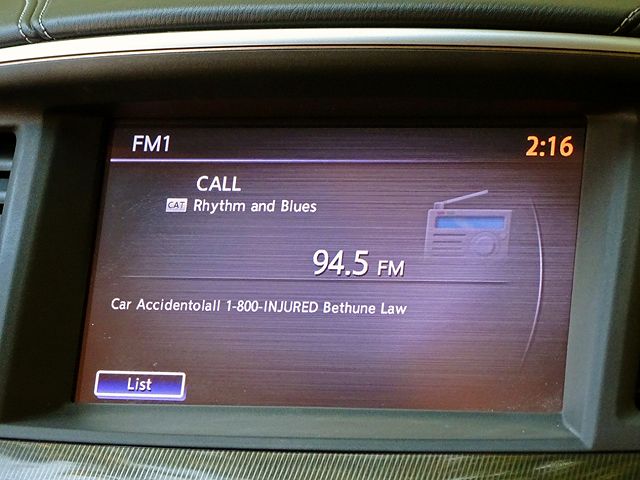 FM1 2:16
CALL
CAT Rhythm and Blues
94.5 FM
Car Accidentolall 1-800-INJURED Bethune Law
List